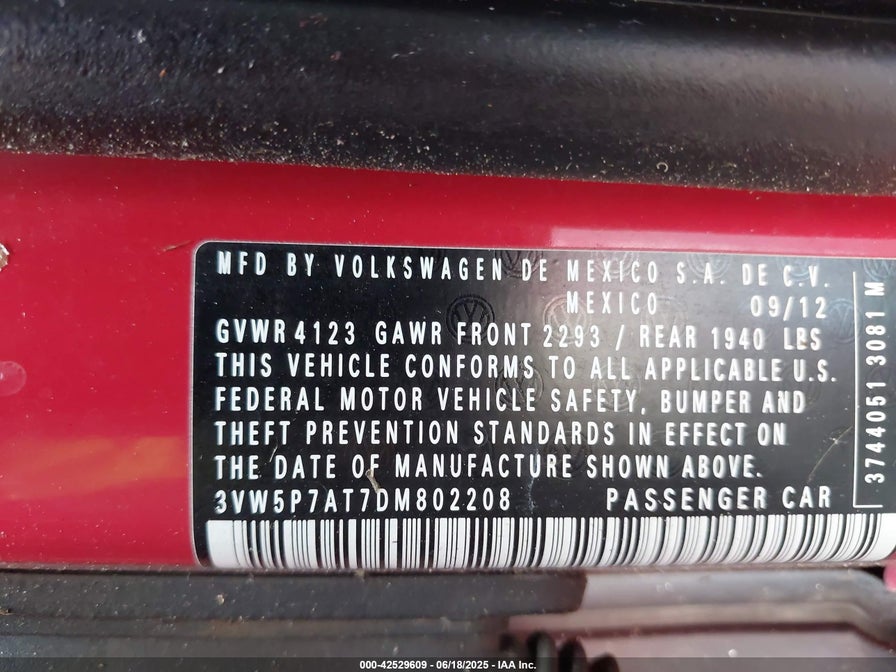 MFD BY VOLKSWAGEN DE MEXICO S.A. DE C.V.
MEXICO 09/12
GVWR 4123 GAWR FRONT 2293 / REAR 1940 LBS
THIS VEHICLE CONFORMS TO ALL APPLICABLE U.S.
FEDERAL MOTOR VEHICLE SAFETY, BUMPER AND
THEFT PREVENTION STANDARDS IN EFFECT ON
THE DATE OF MANUFACTURE SHOWN ABOVE.
3VW5P7AT7DM802208 PASSENGER CAR
3744051 3081 M
000-42529609 - 06/18/2025 - IAA Inc.